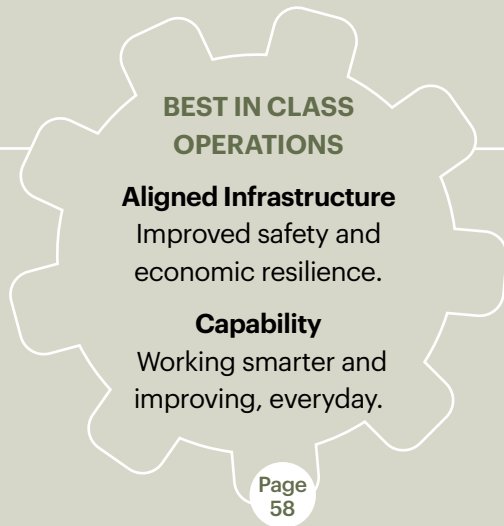 BEST IN CLASS
OPERATIONS
Aligned Infrastructure
Improved safety and
economic resilience.
Capability
Working smarter and
improving, everyday.
Page
58